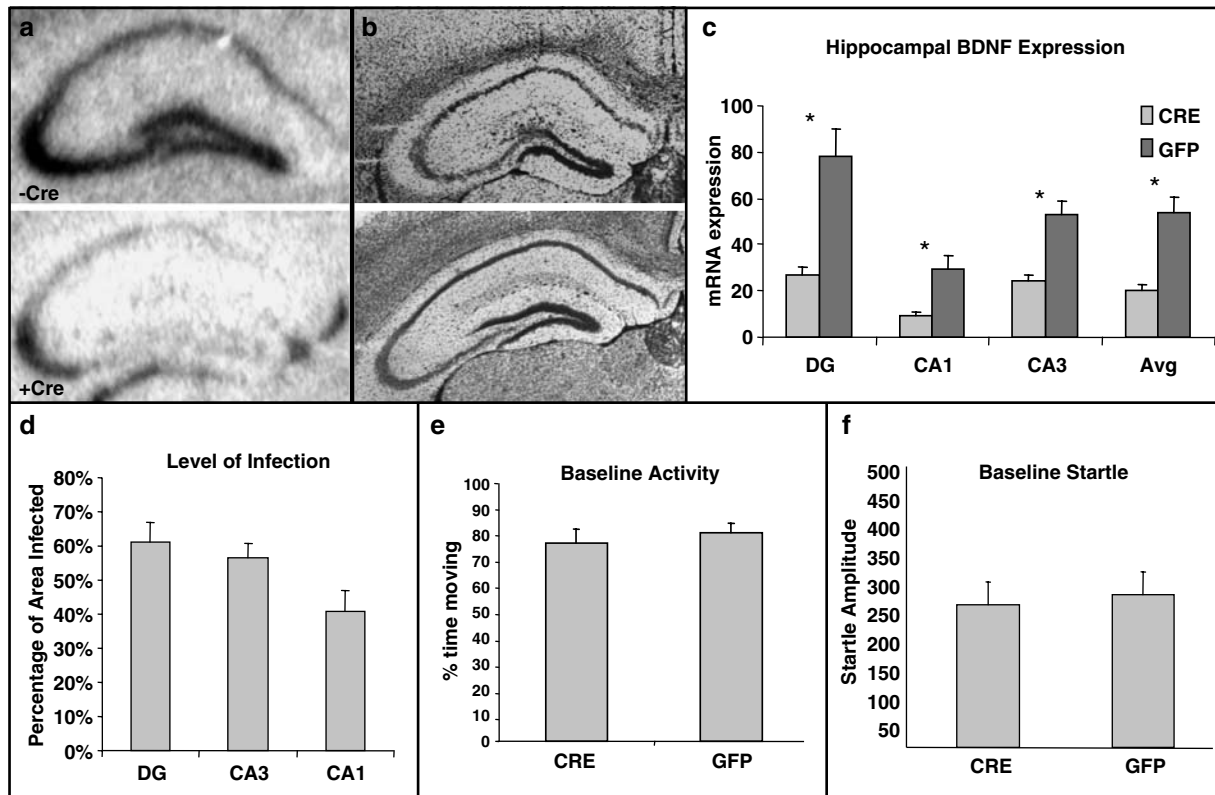 a
-Cre
+Cre
b
c
Hippocampal BDNF Expression
mRNA expression
100
80
60
40
20
0
*
*
*
*
CRE
GFP
DG
CA1
CA3
Avg
d
Level of Infection
Percentage of Area Infected
80%
70%
60%
50%
40%
30%
20%
10%
0%
DG
CA3
CA1
e
Baseline Activity
% time moving
100
90
80
70
60
50
40
30
20
10
0
CRE
GFP
f
Baseline Startle
Startle Amplitude
500
450
400
350
300
250
200
150
100
50
CRE
GFP